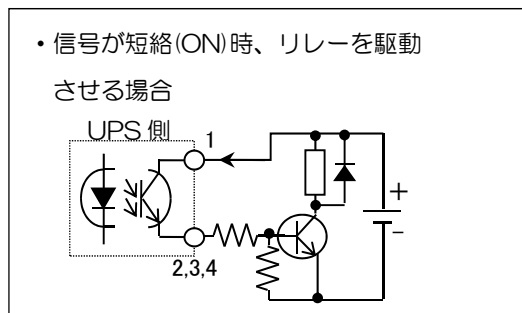 ・信号が短絡(ON)時、リレーを駆動
させる場合
UPS 側
1
+
-
2,3,4